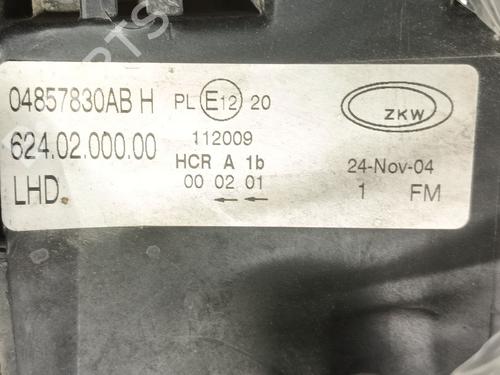 04857830AB H PL E12 20 ZKW
624.02.000.00 112009
HCR A 1b 24-Nov-04
LHD 00 02 01 1 FM